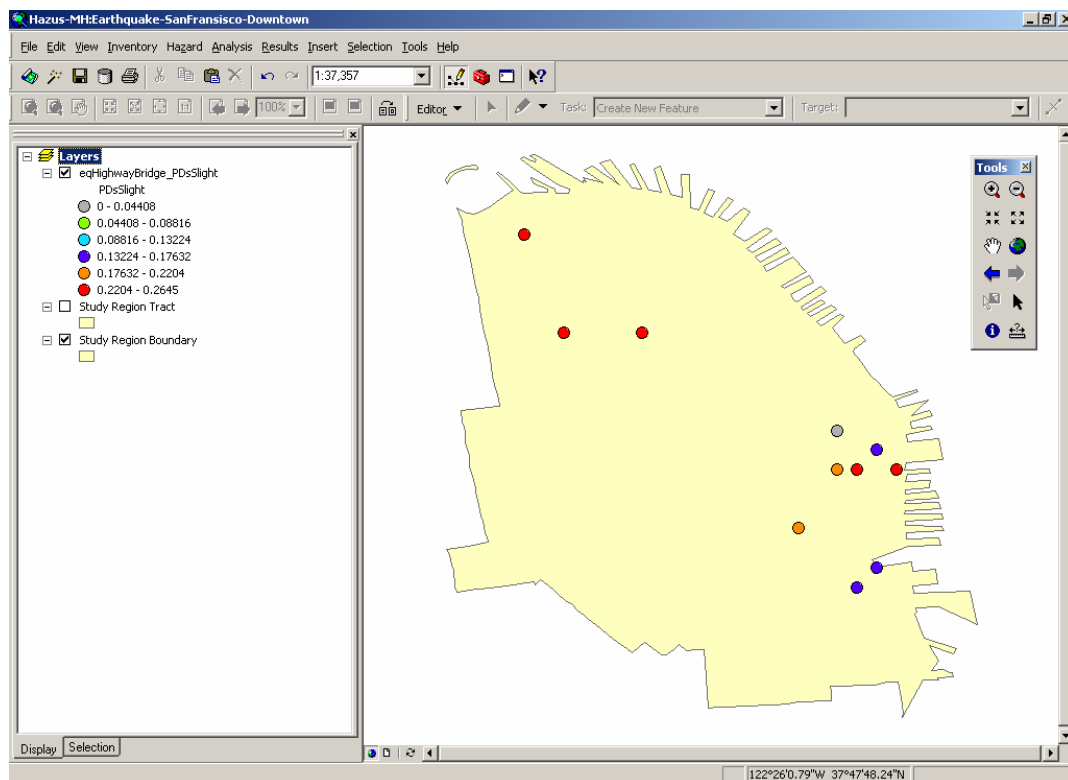 Hazus-MH:Earthquake-SanFransisco-Downtown
File Edit View Inventory Hazard Analysis Results Insert Selection Tools Help
1:37,357
100% Editor Task: Create New Feature Target:
Layers
eqHighwayBridge_PDsSlight
PDsSlight
0 - 0.04408
0.04408 - 0.08816
0.08816 - 0.13224
0.13224 - 0.17632
0.17632 - 0.2204
0.2204 - 0.2645
Study Region Tract
Study Region Boundary
Tools
Display Selection
122°26'0.79"W 37°47'48.24"N